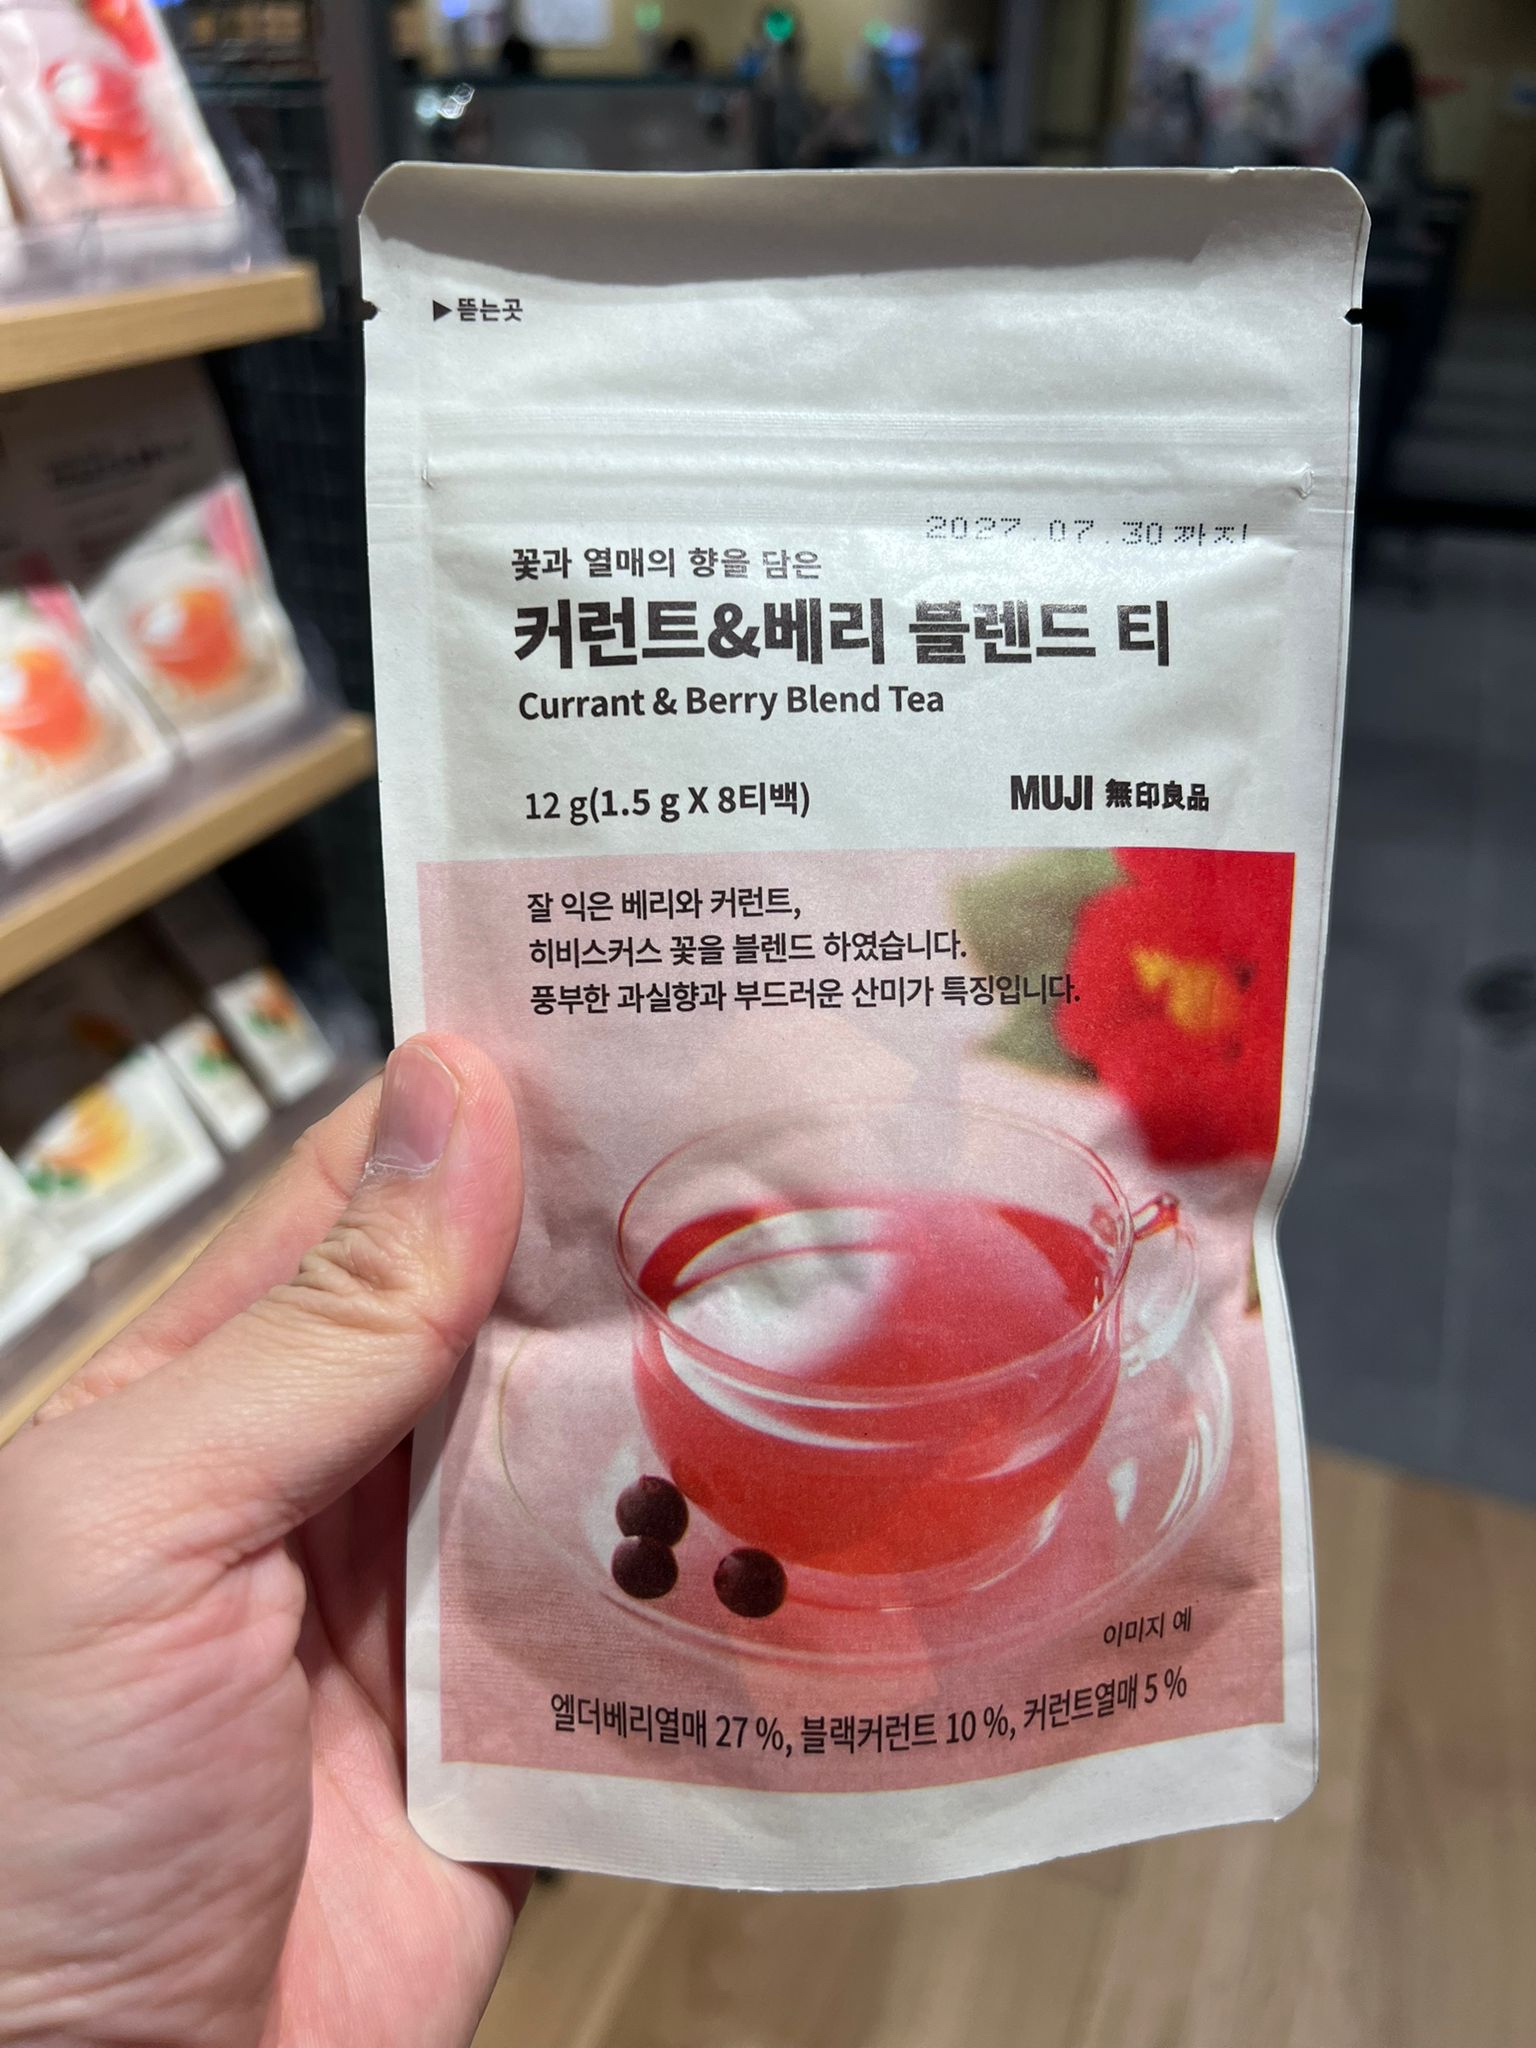 ▶뜯는곳
2027.07.30까지
꽃과 열매의 향을 담은
커런트&베리 블렌드 티
Currant & Berry Blend Tea
12 g(1.5 g X 8티백)
MUJI 無印良品
잘 익은 베리와 커런트,
히비스커스 꽃을 블렌드 하였습니다.
풍부한 과실향과 부드러운 산미가 특징입니다.
이미지 예
엘더베리열매 27 %, 블랙커런트 10 %, 커런트열매 5 %